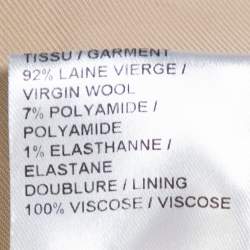 TISSU / GARMENT
92% LAINE VIERGE /
VIRGIN WOOL
7% POLYAMIDE /
POLYAMIDE
1% ELASTHANNE /
ELASTANE
DOUBLURE / LINING
100% VISCOSE / VISCOSE